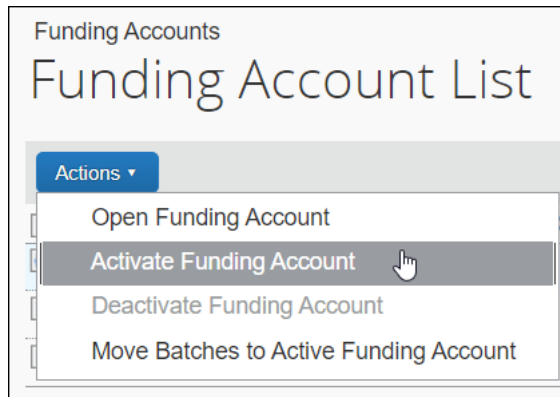 Funding Accounts
Funding Account List
Actions
Open Funding Account
Activate Funding Account
Deactivate Funding Account
Move Batches to Active Funding Account